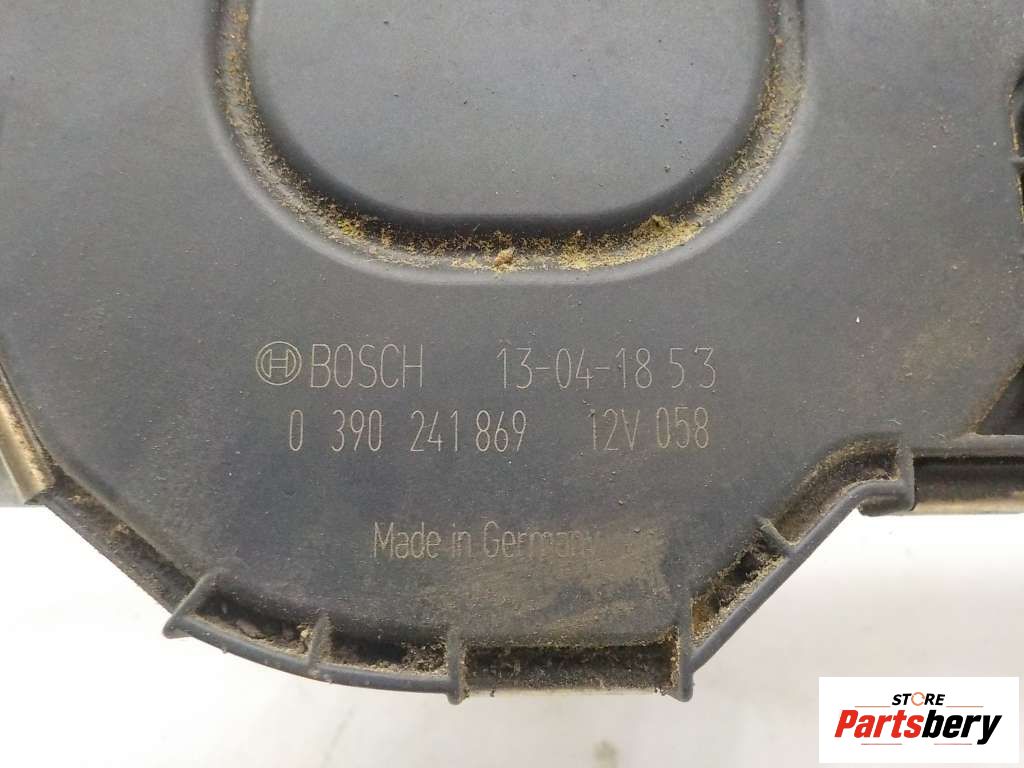 BOSCH 13-04-18 5.3
0 390 241 869 12V 058
Made in Germany
STORE
Partsbery